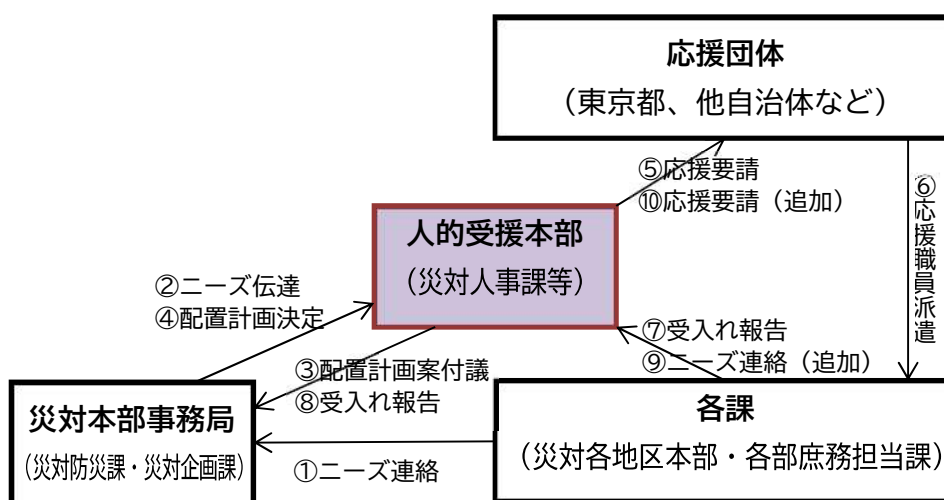 応援団体
（東京都、他自治体など）
⑤応援要請
⑩応援要請（追加）
⑥応援職員派遣
人的受援本部
（災対人事課等）
②ニーズ伝達
④配置計画決定
⑦受入れ報告
⑨ニーズ連絡（追加）
③配置計画案付議
⑧受入れ報告
災対本部事務局
（災対防災課・災対企画課）
①ニーズ連絡
各課
（災対各地区本部・各部庶務担当課）